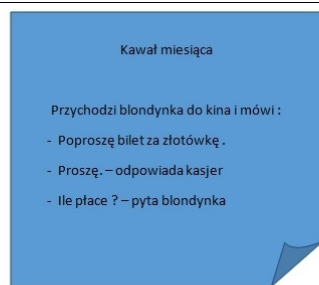 Kawał miesiąca
Przychodzi blondynka do kina i mówi :
- Poproszę bilet za złotówkę .
- Proszę. – odpowiada kasjer
- Ile płace ? – pyta blondynka